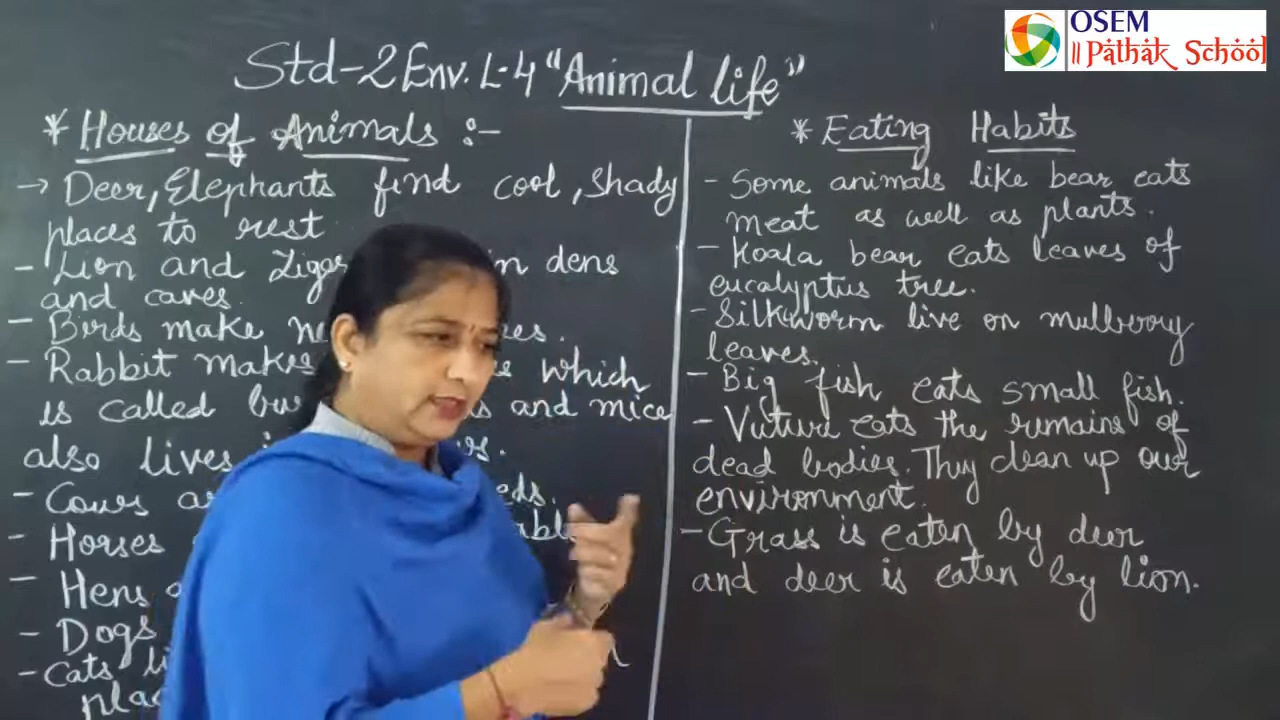 OSEM
|| Pathak School
Std-2 Env. L-4 "Animal life"
* Houses of Animals :-
→ Deer, Elephants find cool, shady
places to rest
- Lion and in dens
and caves.
- Birds make
- Rabbit makes which
is called and mice
also lives
- Cows
- Horses
- Hens
- Dogs
- Cats
* Eating Habits
- Some animals like bear eats
meat as well as plants.
- Koala bear eats leaves of
eucalyptus tree.
- Silkworm live on mulberry
leaves.
- Big fish eats small fish.
- Vuture eats the remains of
dead bodies. They clean up our
environment.
- Grass is eaten by deer
and deer is eaten by lion.